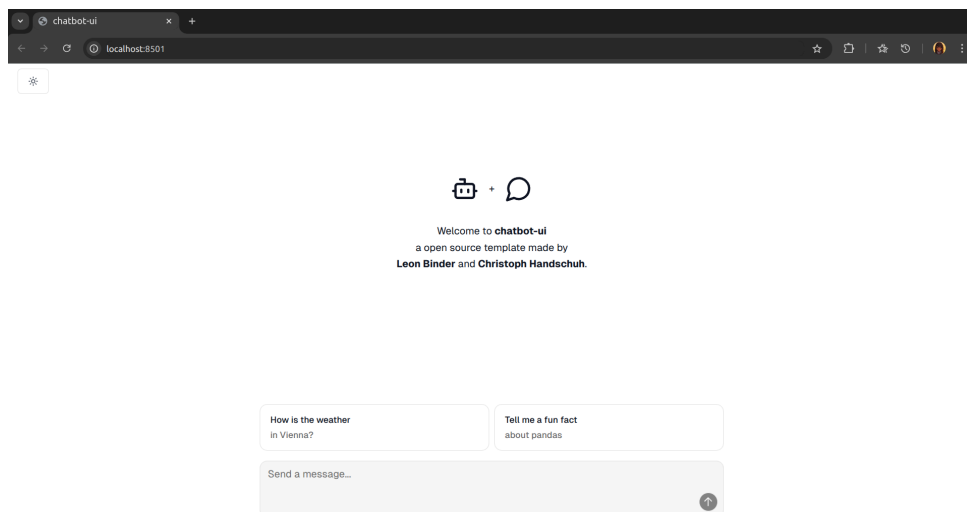 chatbot-ui
localhost:8501
Welcome to chatbot-ui
a open source template made by
Leon Binder and Christoph Handschuh.
How is the weather
in Vienna?
Tell me a fun fact
about pandas
Send a message...